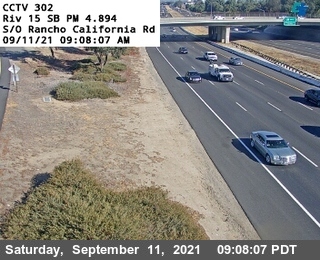 CCTV 302
Riv 15 SB PM 4.894
S/O Rancho California Rd
09/11/21 09:08:07 AM
Saturday, September 11, 2021 09:08:07 PDT